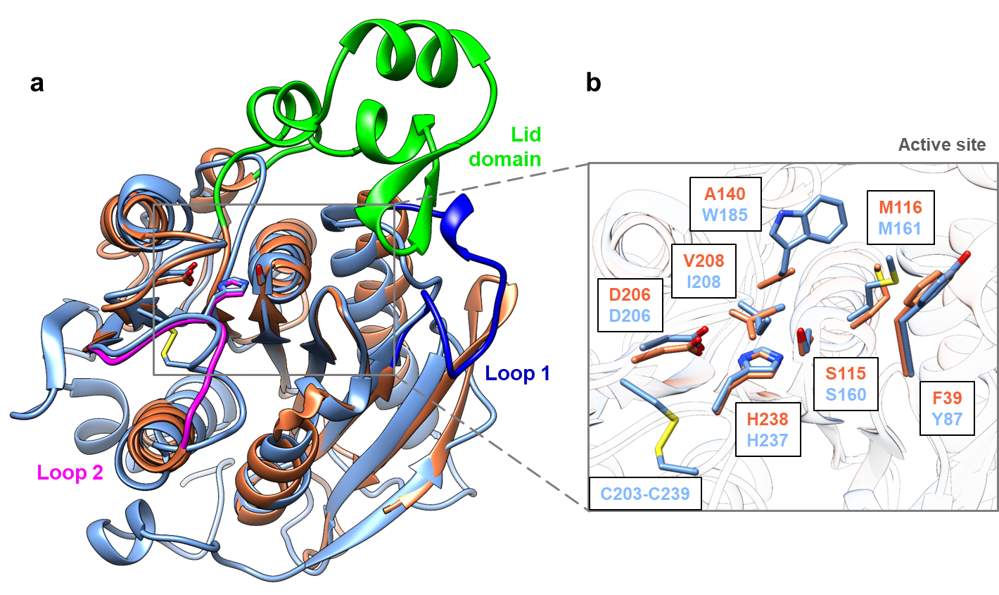 a
Lid
domain
Loop 1
Loop 2
b
Active site
A140
W185
M116
M161
V208
I208
D206
D206
S115
S160
F39
Y87
H238
H237
C203-C239